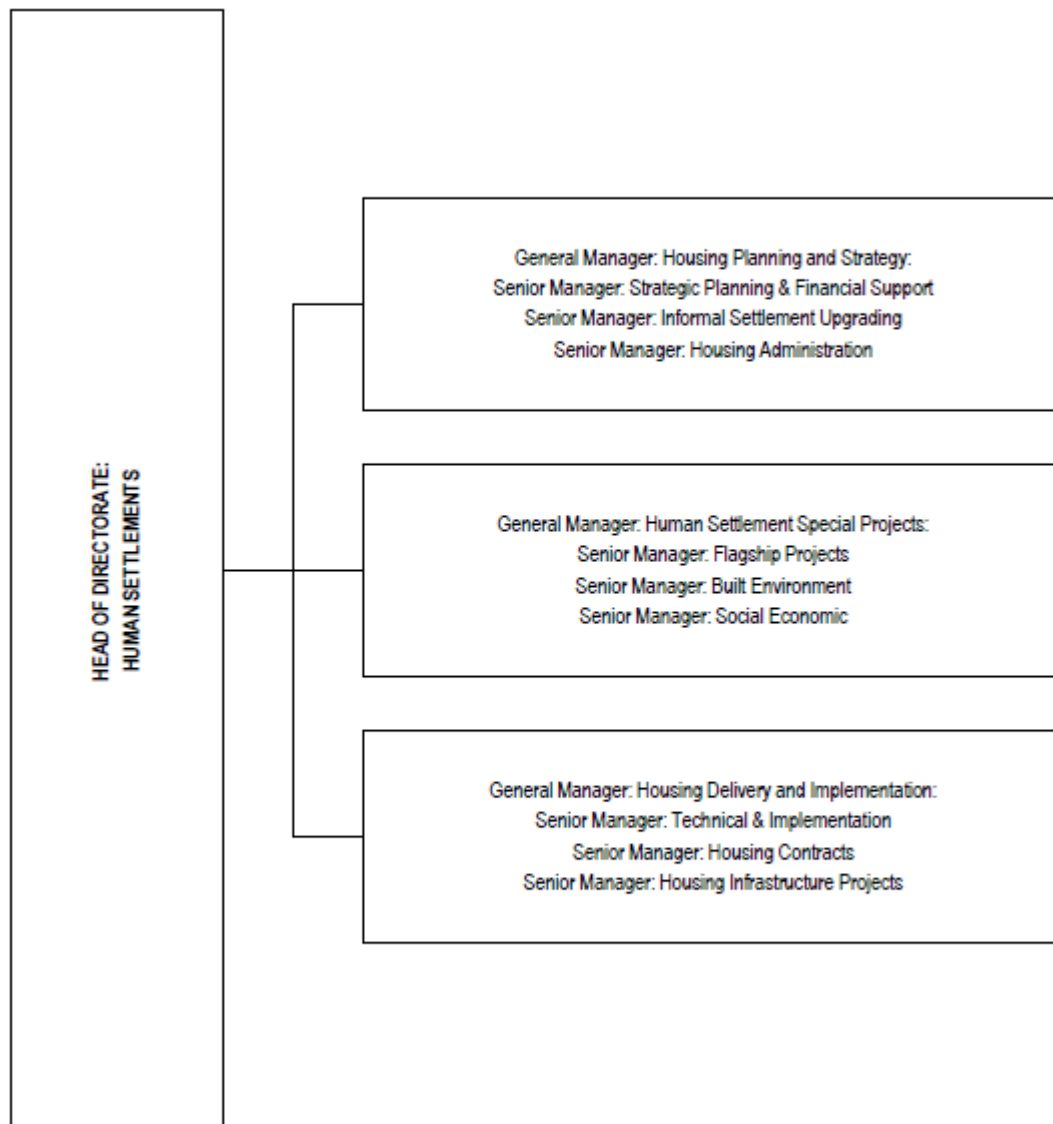 HEAD OF DIRECTORATE:
HUMAN SETTLEMENTS
General Manager: Housing Planning and Strategy:
Senior Manager: Strategic Planning & Financial Support
Senior Manager: Informal Settlement Upgrading
Senior Manager: Housing Administration
General Manager: Human Settlement Special Projects:
Senior Manager: Flagship Projects
Senior Manager: Built Environment
Senior Manager: Social Economic
General Manager: Housing Delivery and Implementation:
Senior Manager: Technical & Implementation
Senior Manager: Housing Contracts
Senior Manager: Housing Infrastructure Projects